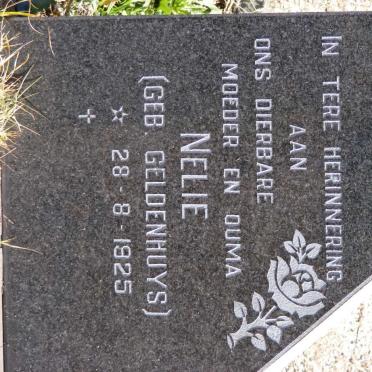 IN TERE HERINNERING
AAN
ONS DIERBARE
MOEDER EN OUMA
NELIE
(GEB. GELDENHUYS)
☆ 28-8-1925
✝